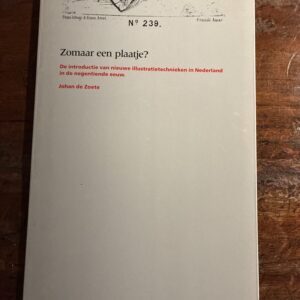 Nº 239.
Zomaar een plaatje?
De introductie van nieuwe illustratietechnieken in Nederland
in de negentiende eeuw
Johan de Zoete